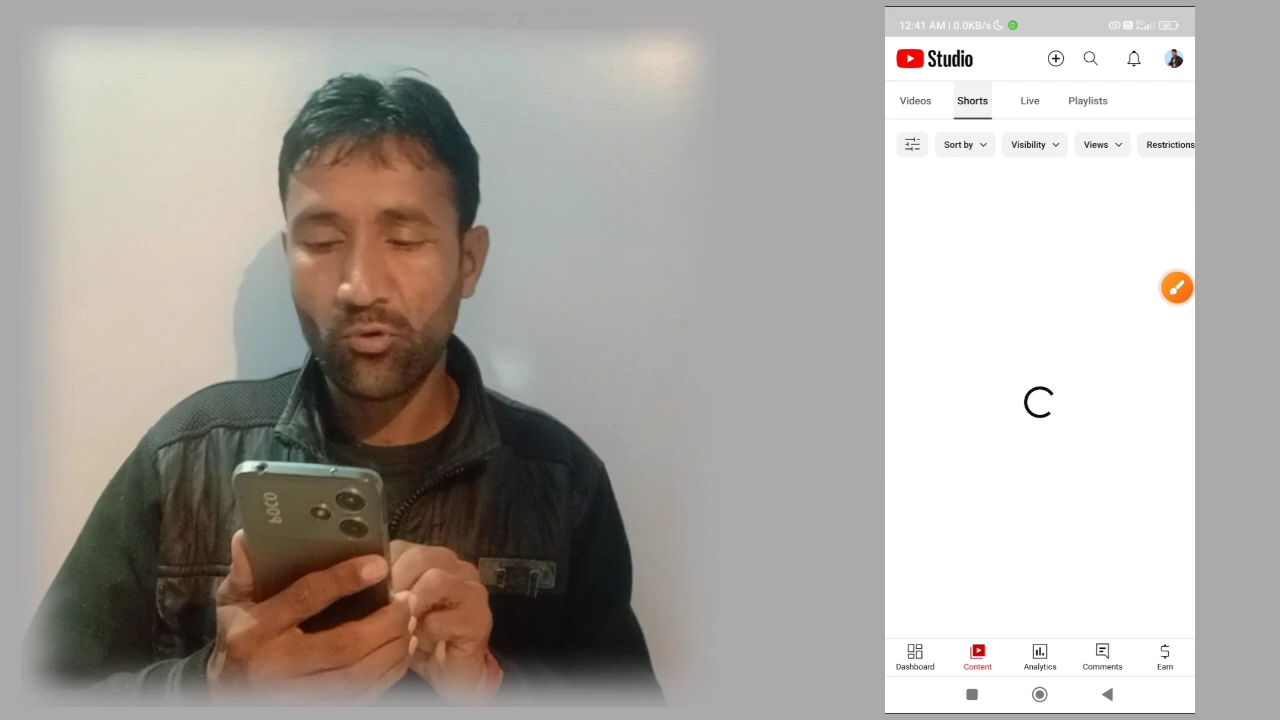 12:41 AM | 0.0KB/s
Studio
Videos Shorts Live Playlists
Sort by Visibility Views Restrictions
POCO
Dashboard Content Analytics Comments Earn